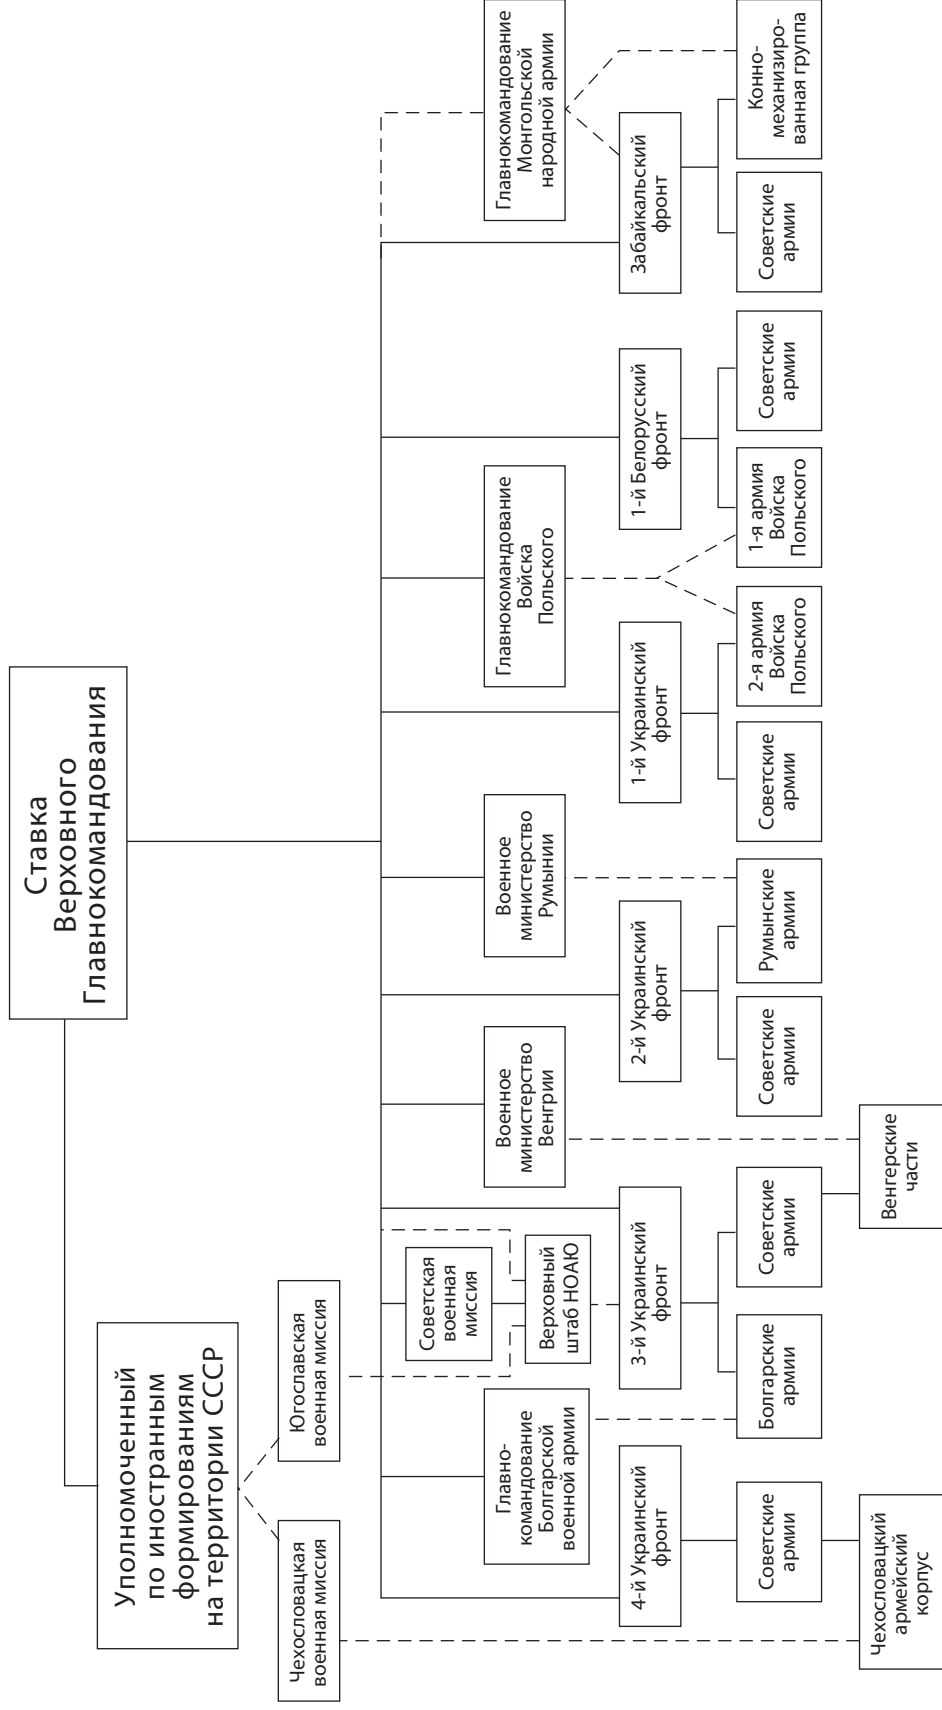 Ставка
Верховного
Главнокомандования
Уполномоченный
по иностранным
формированиям
на территории СССР
Чехословацкая
военная миссия
Югославская
военная миссия
Советская
военная
миссия
Верховный
штаб НОАЮ
Главно-
командование
Болгарской
военной армии
Военное
министерство
Венгрии
Военное
министерство
Румынии
Главнокомандование
Войска
Польского
Главнокомандование
Монгольской
народной армии
4-й Украинский
фронт
3-й Украинский
фронт
2-й Украинский
фронт
1-й Украинский
фронт
1-й Белорусский
фронт
Забайкальский
фронт
Советские
армии
Болгарские
армии
Советские
армии
Советские
армии
Румынские
армии
Советские
армии
2-я армия
Войска
Польского
1-я армия
Войска
Польского
Советские
армии
Советские
армии
Конно-
механизиро-
ванная группа
Чехословацкий
армейский
корпус
Венгерские
части